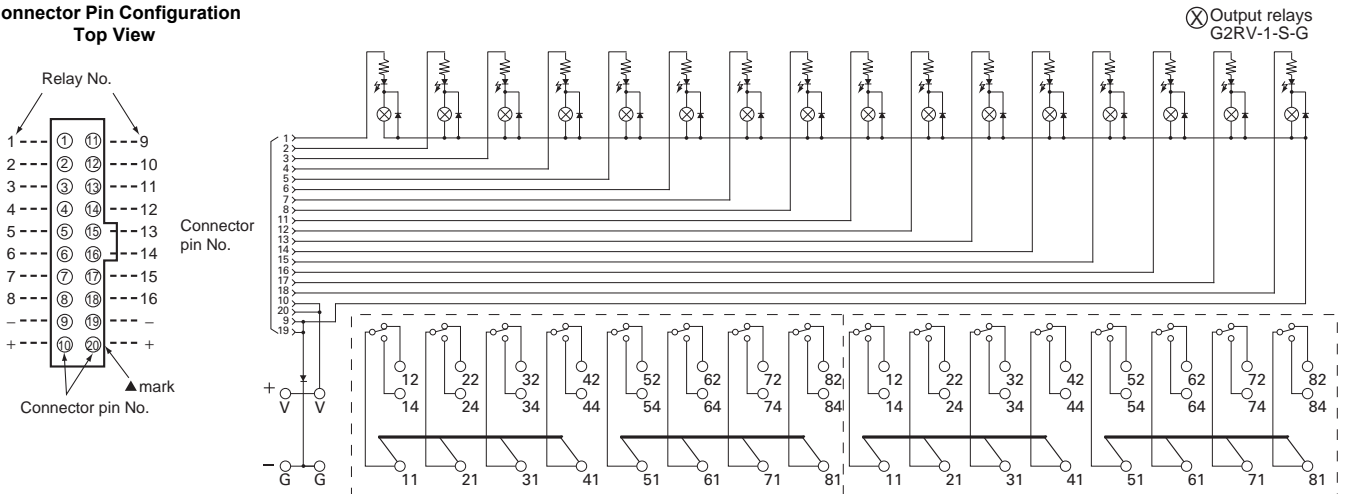 onnector Pin Configuration
Top View
Relay No.
1 ① ⑪ 9
2 ② ⑫ 10
3 ③ ⑬ 11
4 ④ ⑭ 12
5 ⑤ ⑮ 13
6 ⑥ ⑯ 14
7 ⑦ ⑰ 15
8 ⑧ ⑱ 16
− ⑨ ⑲ −
+ ⑩ ⑳ +
▲mark
Connector pin No.
Output relays
G2RV-1-S-G
Connector
pin No.
1
2
3
4
5
6
7
8
11
12
13
14
15
16
17
18
10
20
9
19
12 22 32 42 52 62 72 82 12 22 32 42 52 62 72 82
+ V V 14 24 34 44 54 64 74 84 14 24 34 44 54 64 74 84
− G G 11 21 31 41 51 61 71 81 11 21 31 41 51 61 71 81